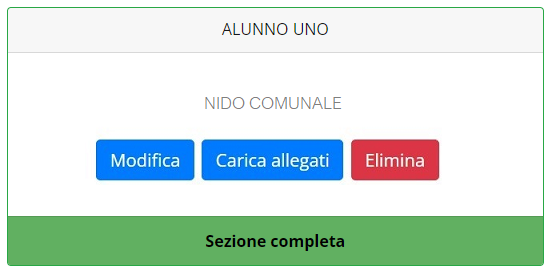 ALUNNO UNO
NIDO COMUNALE
Modifica Carica allegati Elimina
Sezione completa